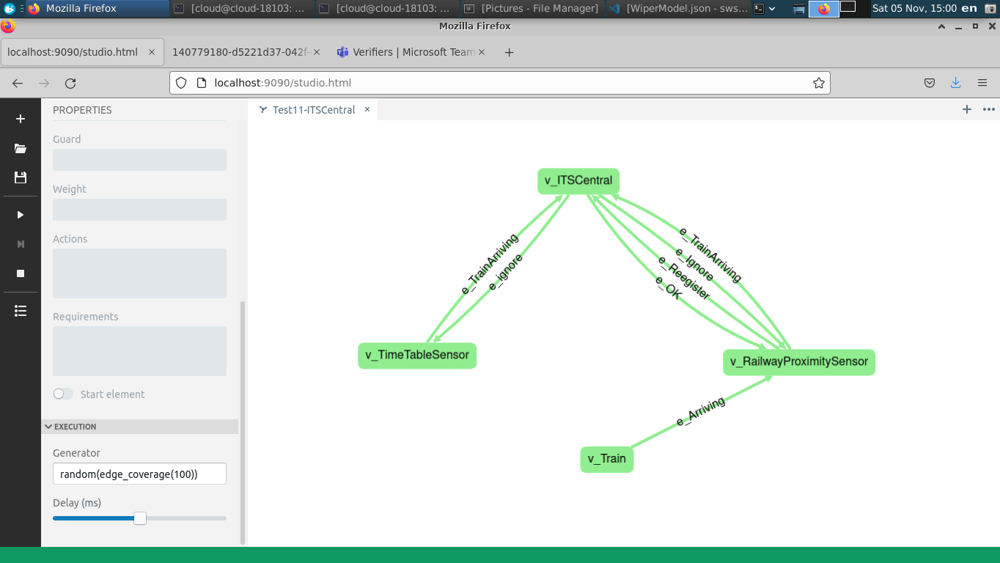 Mozilla Firefox
[cloud@cloud-18103: ...
[cloud@cloud-18103: ...
[Pictures - File Manager]
[WiperModel.json - sws...
Sat 05 Nov, 15:00
en
Mozilla Firefox
localhost:9090/studio.html
140779180-d5221d37-042f-
Verifiers | Microsoft Team
localhost:9090/studio.html
PROPERTIES
Test11-ITSCentral
Guard
Weight
Actions
Requirements
Start element
EXECUTION
Generator
random(edge_coverage(100))
Delay (ms)
v_ITSCentral
e_TrainArriving
e_ignore
e_TrainArriving
e_Ignore
e_Reegister
e_OK
v_TimeTableSensor
v_RailwayProximitySensor
e_Arriving
v_Train